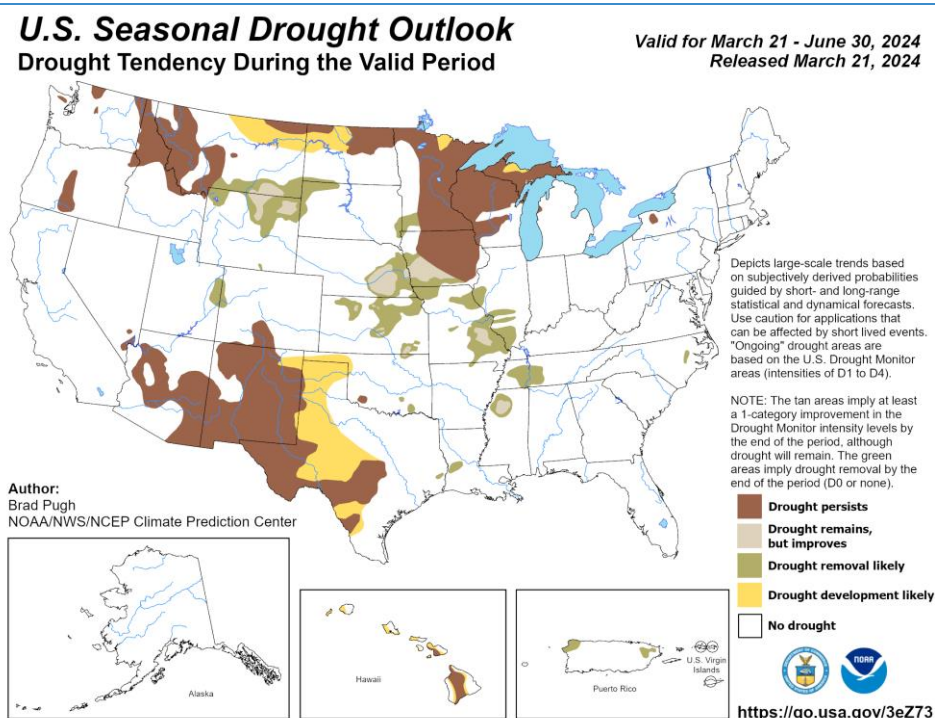 U.S. Seasonal Drought Outlook
Drought Tendency During the Valid Period
Valid for March 21 - June 30, 2024
Released March 21, 2024
Depicts large-scale trends based
on subjectively derived probabilities
guided by short- and long-range
statistical and dynamical forecasts.
Use caution for applications that
can be affected by short lived events.
"Ongoing" drought areas are
based on the U.S. Drought Monitor
areas (intensities of D1 to D4).
NOTE: The tan areas imply at least
a 1-category improvement in the
Drought Monitor intensity levels by
the end of the period, although
drought will remain. The green
areas imply drought removal by the
end of the period (D0 or none).
Author:
Brad Pugh
NOAA/NWS/NCEP Climate Prediction Center
Drought persists
Drought remains,
but improves
Drought removal likely
Drought development likely
No drought
Alaska
Hawaii
Puerto Rico
U.S. Virgin
Islands
NOAA
https://go.usa.gov/3eZ73